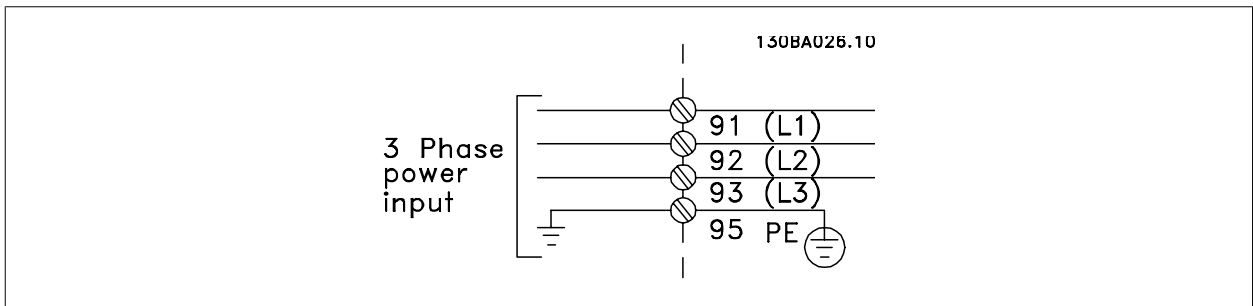 130BA026.10
91 (L1)
3 Phase
power
input
92 (L2)
93 (L3)
95 PE